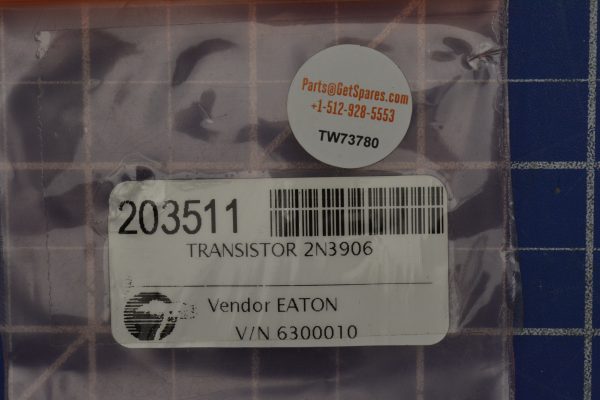 Parts@GetSpares.com
+1-512-928-5553
TW73780
203511
TRANSISTOR 2N3906
Vendor EATON
V/N 6300010